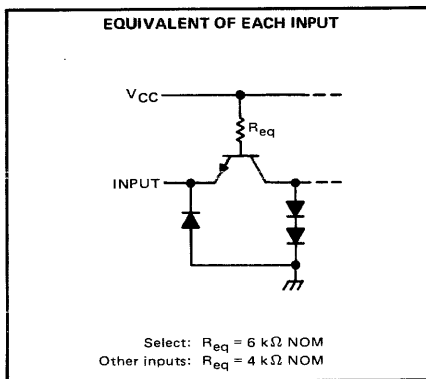 EQUIVALENT OF EACH INPUT
VCC
Req
INPUT
Select: Req = 6 kΩ NOM
Other inputs: Req = 4 kΩ NOM